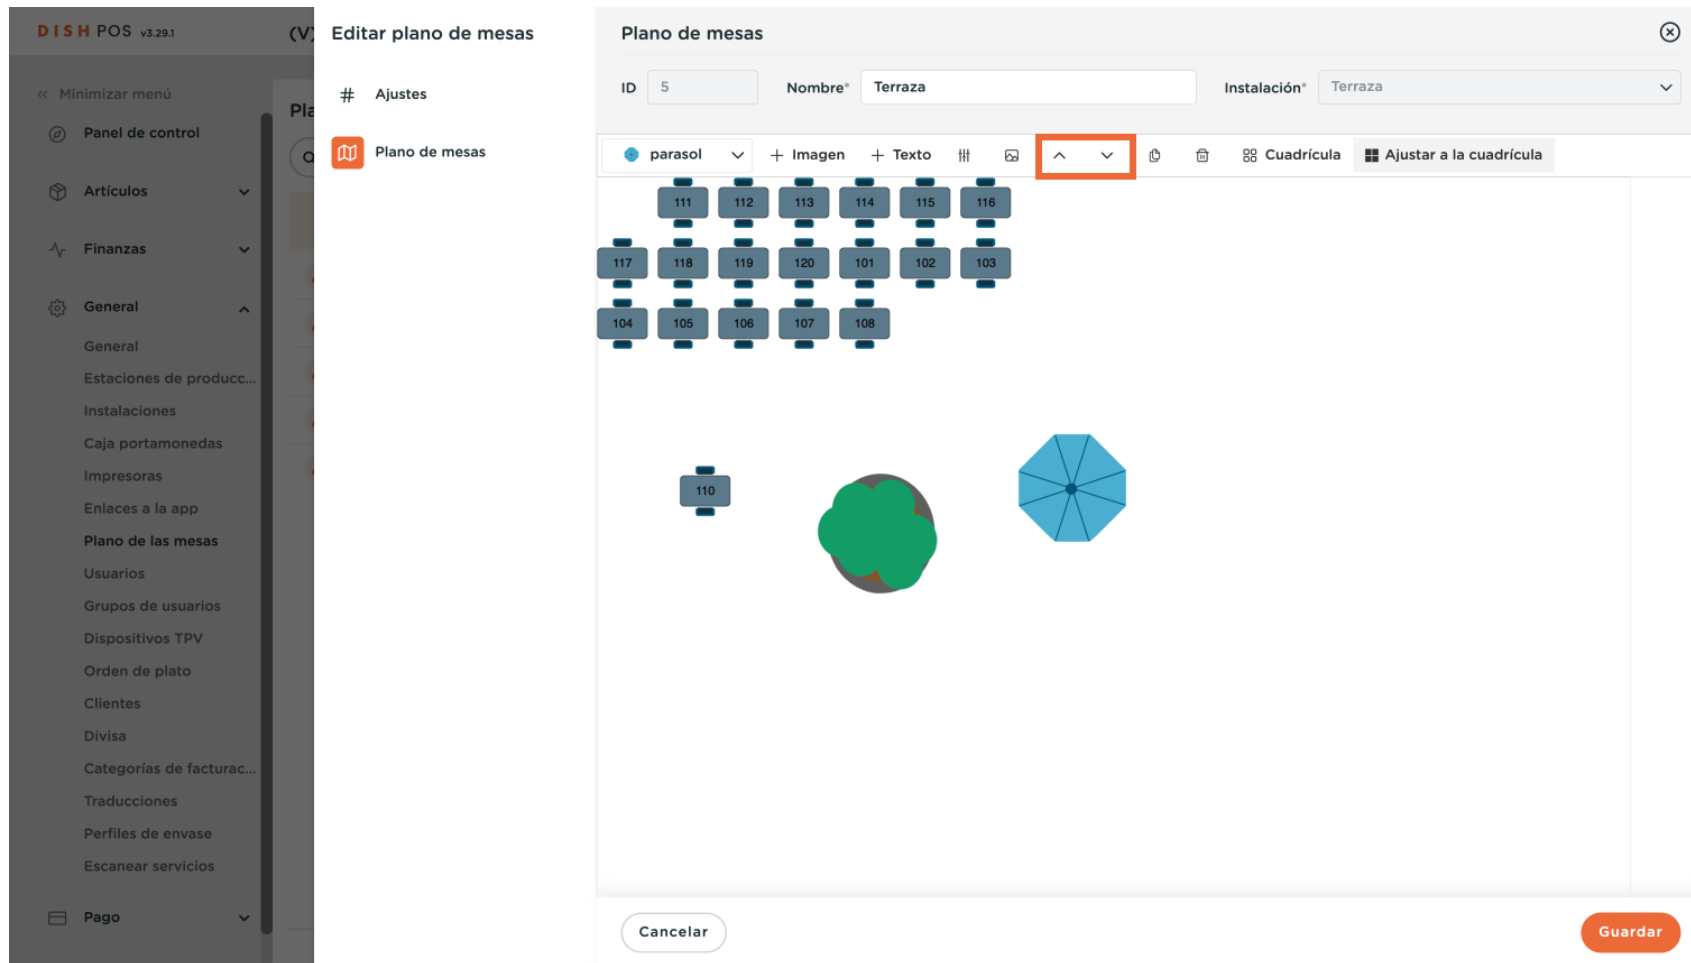 DISH POS v3.29.1
(V)
Minimizar menú
Panel de control
Artículos
Finanzas
General
General
Estaciones de producc...
Instalaciones
Caja portamonedas
Impresoras
Enlaces a la app
Plano de las mesas
Usuarios
Grupos de usuarios
Dispositivos TPV
Orden de plato
Clientes
Divisa
Categorías de facturac...
Traducciones
Perfiles de envase
Escanear servicios
Pago
Pla
Editar plano de mesas
Ajustes
Plano de mesas
Plano de mesas
ID 5 Nombre* Terraza Instalación* Terraza
parasol + Imagen + Texto Cuadrícula Ajustar a la cuadrícula
111 112 113 114 115 116
117 118 119 120 101 102 103
104 105 106 107 108
110
Cancelar Guardar